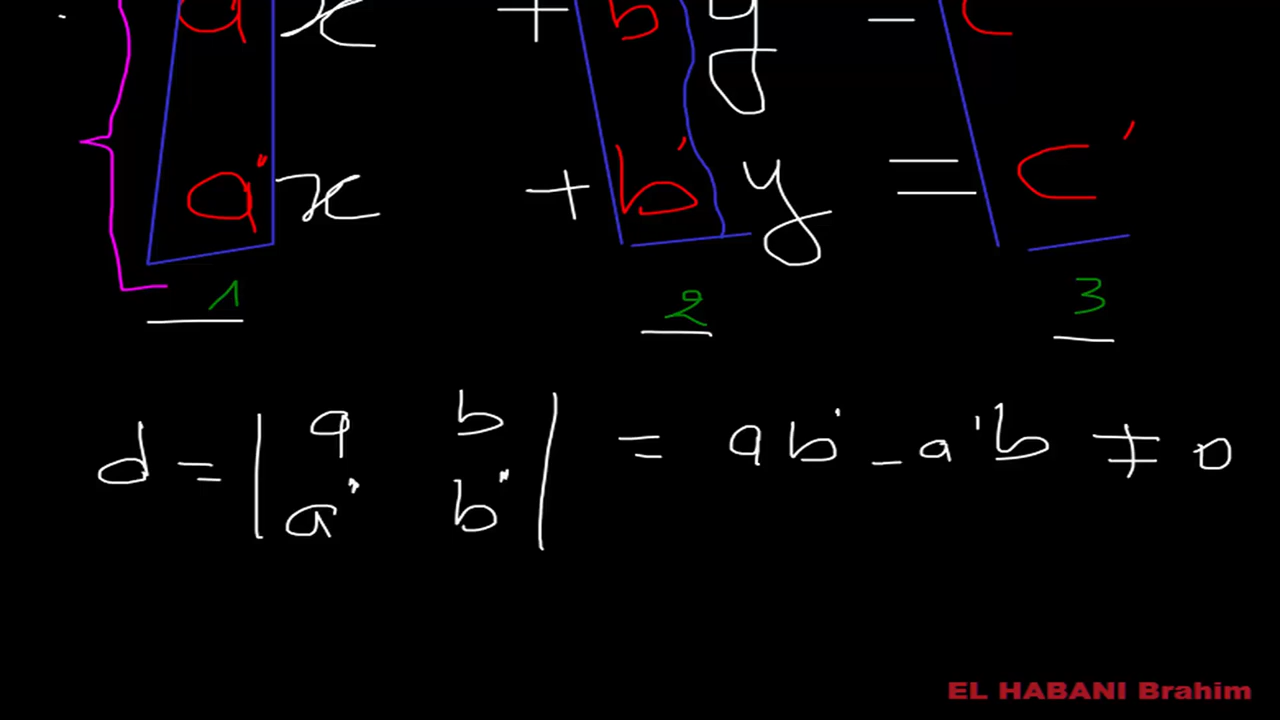 ax + by = c
a'x + b'y = c'
1 2 3
d = | a b | = ab' - a'b ≠ 0
| a' b' |
EL HABANI Brahim